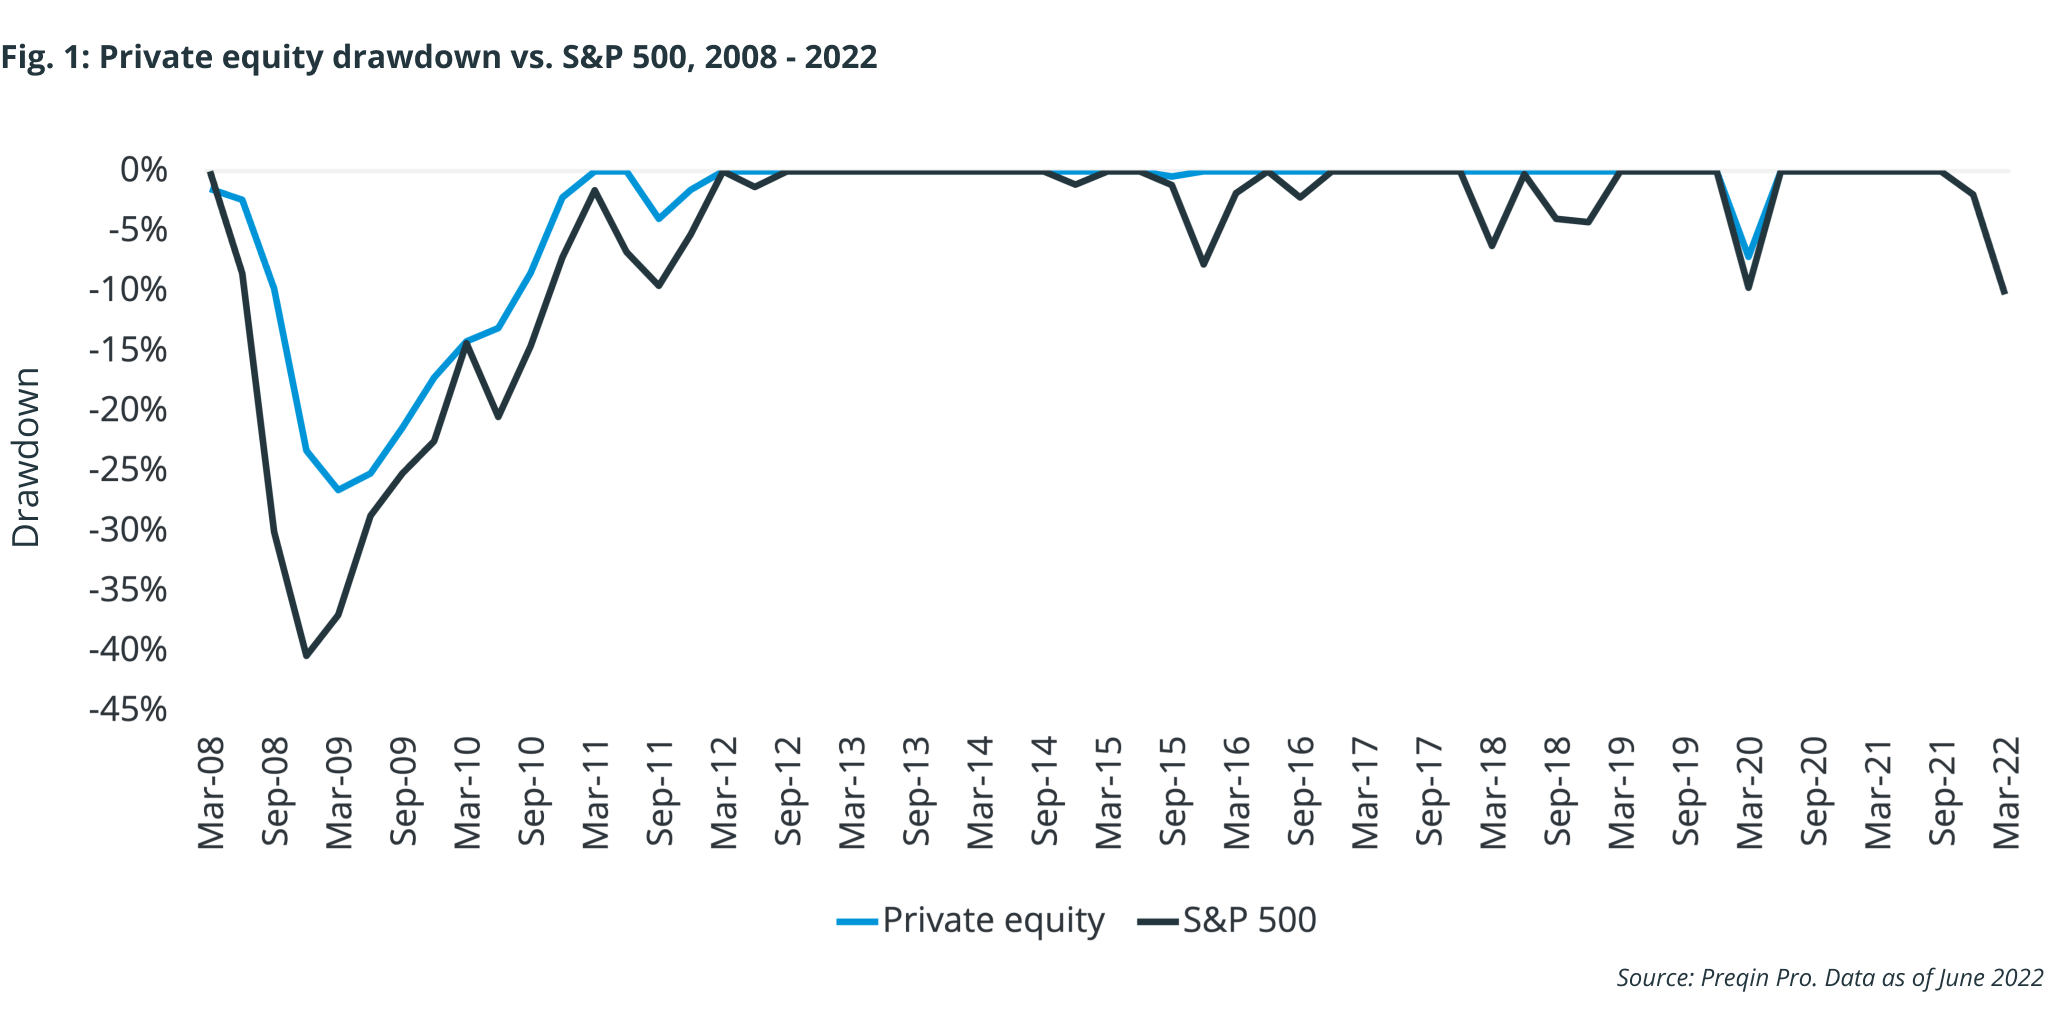 Fig. 1: Private equity drawdown vs. S&P 500, 2008 - 2022
0%
-5%
-10%
-15%
-20%
-25%
-30%
-35%
-40%
-45%
Drawdown
Mar-08
Sep-08
Mar-09
Sep-09
Mar-10
Sep-10
Mar-11
Sep-11
Mar-12
Sep-12
Mar-13
Sep-13
Mar-14
Sep-14
Mar-15
Sep-15
Mar-16
Sep-16
Mar-17
Sep-17
Mar-18
Sep-18
Mar-19
Sep-19
Mar-20
Sep-20
Mar-21
Sep-21
Mar-22
Private equity
S&P 500
Source: Preqin Pro. Data as of June 2022